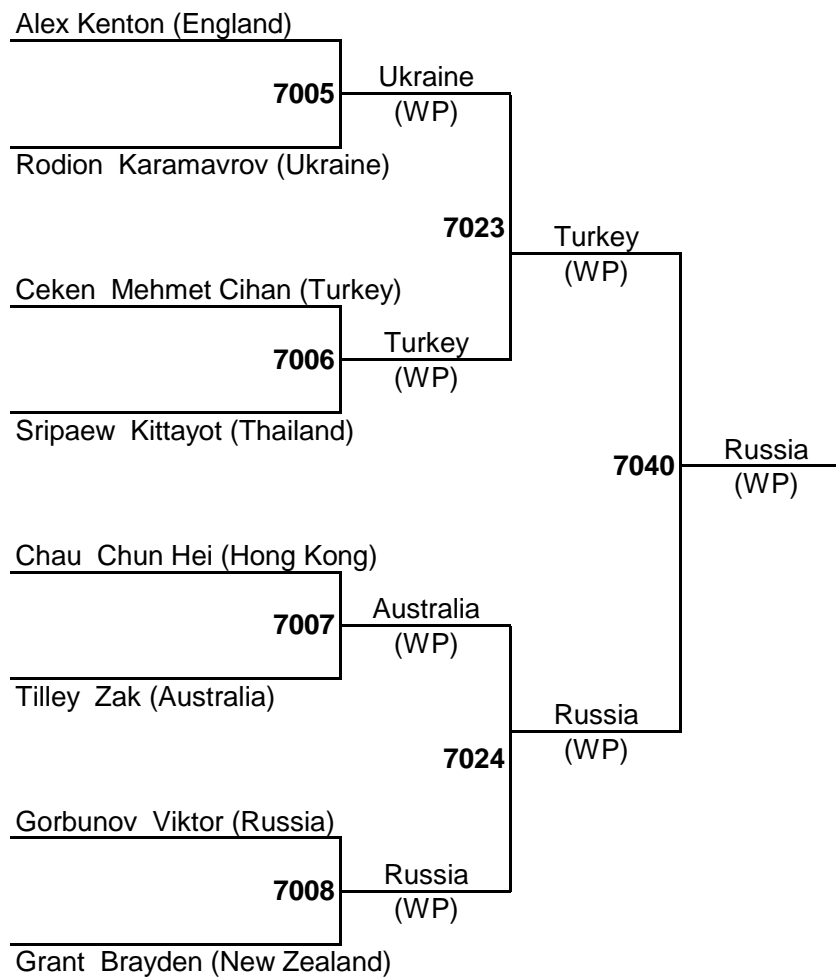 Alex Kenton (England)
Ukraine
7005
(WP)
Rodion  Karamavrov (Ukraine)
7023
Turkey
(WP)
Ceken  Mehmet Cihan (Turkey)
Turkey
7006
(WP)
Sripaew  Kittayot (Thailand)
Russia
7040
(WP)
Chau  Chun Hei (Hong Kong)
Australia
7007
(WP)
Tilley  Zak (Australia)
Russia
7024
(WP)
Gorbunov  Viktor (Russia)
Russia
7008
(WP)
Grant  Brayden (New Zealand)